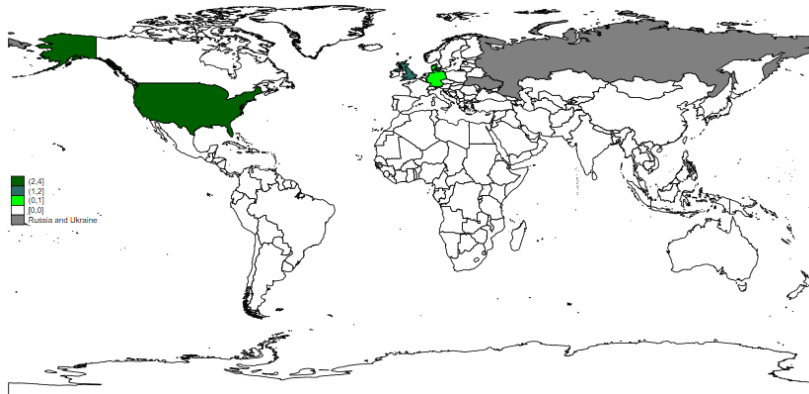 (2,4]
(1,2]
(0,1]
[0,0]
Russia and Ukraine